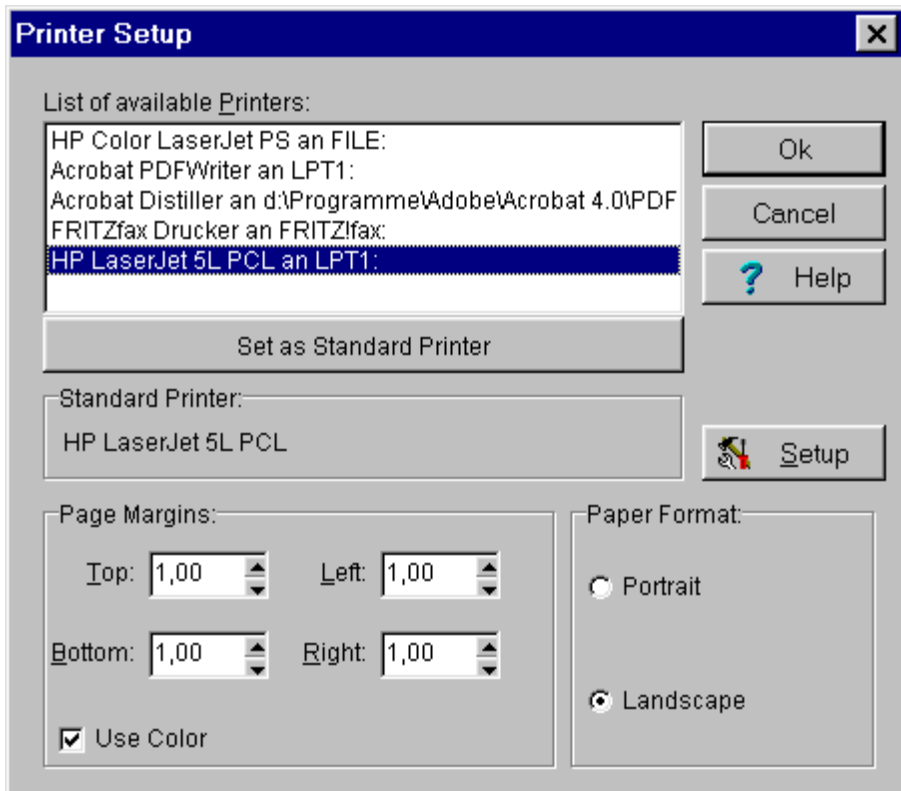 Printer Setup
List of available Printers:
HP Color LaserJet PS an FILE:
Acrobat PDFWriter an LPT1:
Acrobat Distiller an d:\Programme\Adobe\Acrobat 4.0\PDF
FRITZfax Drucker an FRITZ!fax:
HP LaserJet 5L PCL an LPT1:
Ok
Cancel
? Help
Set as Standard Printer
Standard Printer:
HP LaserJet 5L PCL
Setup
Page Margins:
Top: 1,00 Left: 1,00
Bottom: 1,00 Right: 1,00
Use Color
Paper Format:
Portrait
Landscape